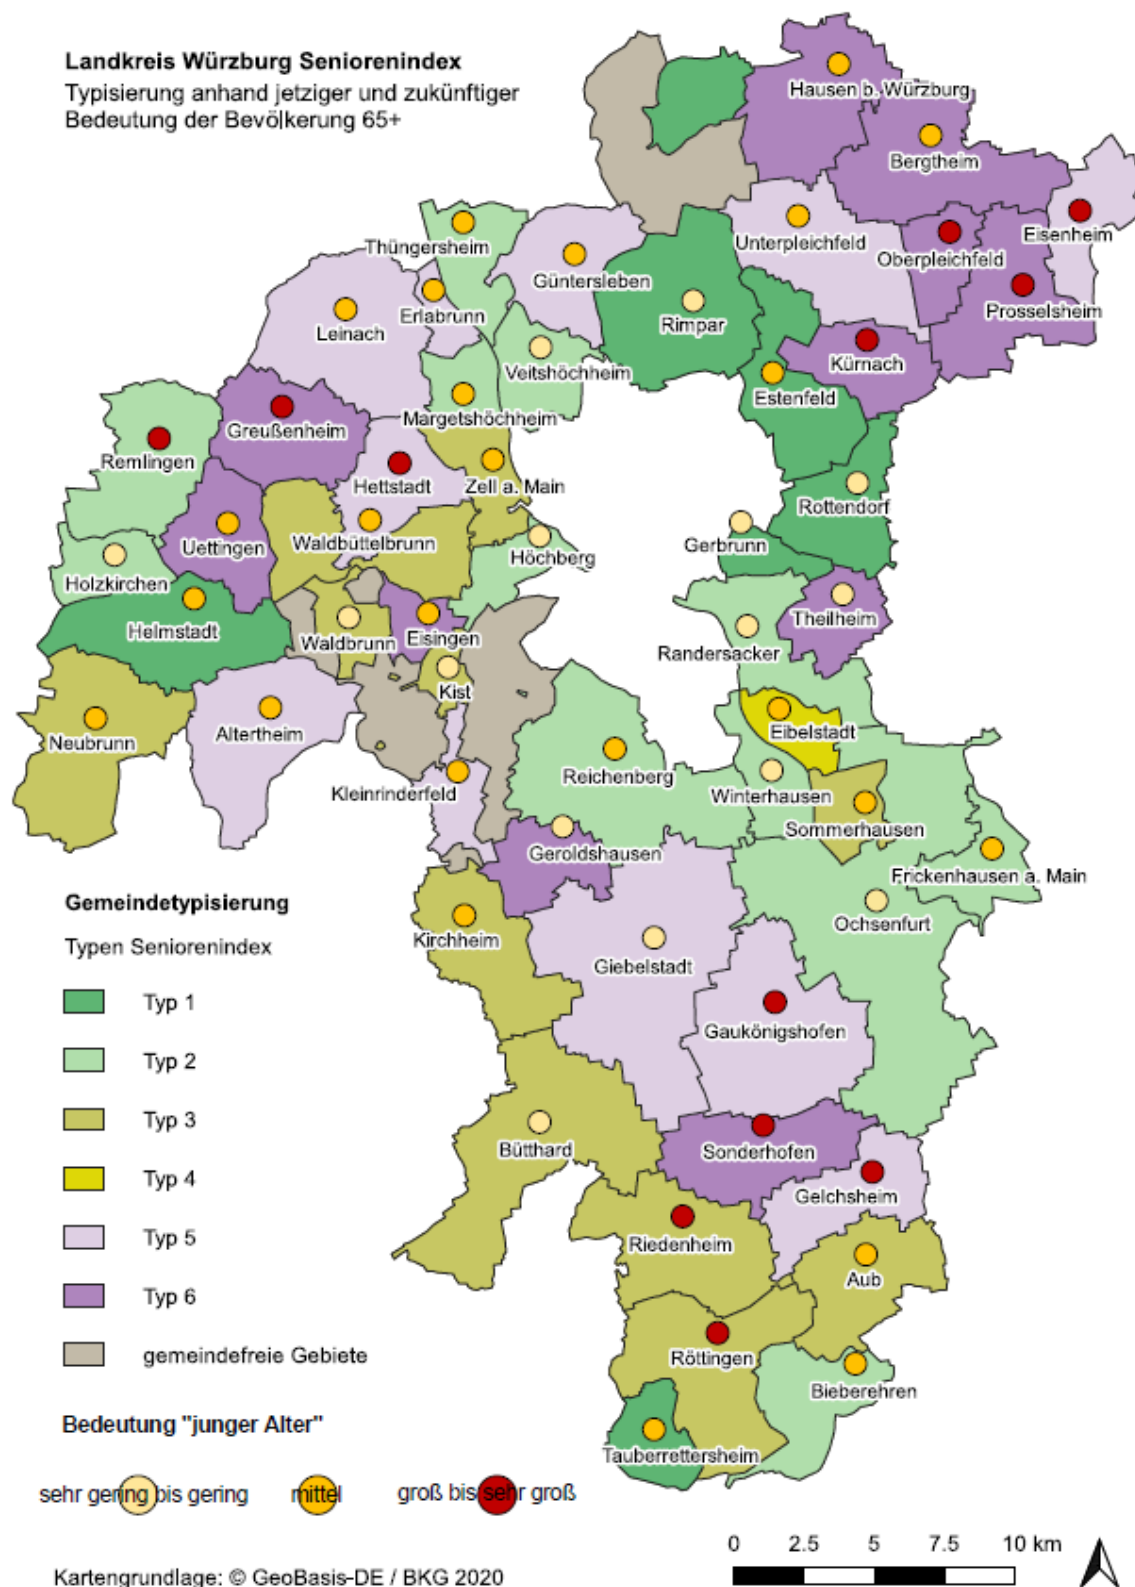 Landkreis Würzburg Seniorenindex
Typisierung anhand jetziger und zukünftiger
Bedeutung der Bevölkerung 65+
Hausen b. Würzburg
Bergtheim
Eisenheim
Unterpleichfeld
Oberpleichfeld
Prosselsheim
Thüngersheim
Güntersleben
Erlabrunn
Leinach
Rimpar
Kürnach
Veitshöchheim
Estenfeld
Margetshöchheim
Greußenheim
Remlingen
Hettstadt
Zell a. Main
Rottendorf
Uettingen
Waldbüttelbrunn
Höchberg
Gerbrunn
Holzkirchen
Helmstadt
Waldbrunn
Eisingen
Theilheim
Randersacker
Kist
Neubrunn
Altertheim
Eibelstadt
Reichenberg
Kleinrinderfeld
Winterhausen
Sommerhausen
Geroldshausen
Frickenhausen a. Main
Ochsenfurt
Kirchheim
Giebelstadt
Gaukönigshofen
Bütthard
Sonderhofen
Gelchsheim
Riedenheim
Aub
Röttingen
Bieberehren
Tauberrettersheim
Gemeindetypisierung
Typen Seniorenindex
Typ 1
Typ 2
Typ 3
Typ 4
Typ 5
Typ 6
gemeindefreie Gebiete
Bedeutung "junger Alter"
sehr gering bis gering mittel groß bis sehr groß
0 2.5 5 7.5 10 km
Kartengrundlage: © GeoBasis-DE / BKG 2020